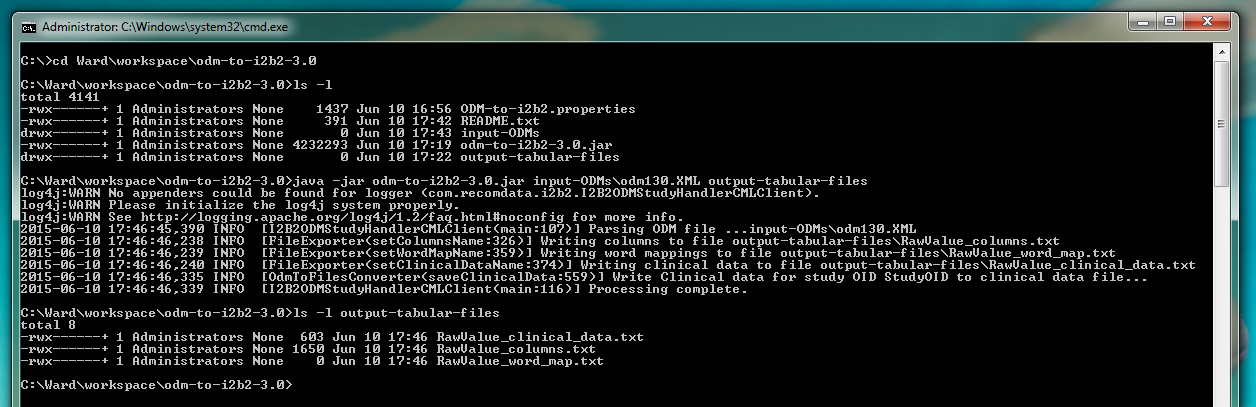 Administrator: C:\Windows\system32\cmd.exe
C:\>cd Ward\workspace\odm-to-i2b2-3.0
C:\Ward\workspace\odm-to-i2b2-3.0>ls -l
total 4141
-rwx------+ 1 Administrators None    1437 Jun 10 16:56 ODM-to-i2b2.properties
-rwx------+ 1 Administrators None     391 Jun 10 17:42 README.txt
drwx------+ 1 Administrators None       0 Jun 10 17:43 input-ODMs
-rwx------+ 1 Administrators None 4232293 Jun 10 17:19 odm-to-i2b2-3.0.jar
drwx------+ 1 Administrators None       0 Jun 10 17:22 output-tabular-files
C:\Ward\workspace\odm-to-i2b2-3.0>java -jar odm-to-i2b2-3.0.jar input-ODMs\odm130.XML output-tabular-files
log4j:WARN No appenders could be found for logger (com.recomdata.i2b2.I2B2ODMStudyHandlerCMLClient).
log4j:WARN Please initialize the log4j system properly.
log4j:WARN See http://logging.apache.org/log4j/1.2/faq.html#noconfig for more info.
2015-06-10 17:46:45,390 INFO  [I2B2ODMStudyHandlerCMLClient(main:107)] Parsing ODM file ...input-ODMs\odm130.XML
2015-06-10 17:46:46,238 INFO  [FileExporter(setColumnsName:326)] Writing columns to file output-tabular-files\RawValue_columns.txt
2015-06-10 17:46:46,239 INFO  [FileExporter(setWordMapName:359)] Writing word mappings to file output-tabular-files\RawValue_word_map.txt
2015-06-10 17:46:46,240 INFO  [FileExporter(setClinicalDataName:374)] Writing clinical data to file output-tabular-files\RawValue_clinical_data.txt
2015-06-10 17:46:46,335 INFO  [OdmToFilesConverter(saveClinicalData:559)] Write Clinical data for study OID StudyOID to clinical data file...
2015-06-10 17:46:46,339 INFO  [I2B2ODMStudyHandlerCMLClient(main:116)] Processing complete.
C:\Ward\workspace\odm-to-i2b2-3.0>ls -l output-tabular-files
total 8
-rwx------+ 1 Administrators None  603 Jun 10 17:46 RawValue_clinical_data.txt
-rwx------+ 1 Administrators None 1650 Jun 10 17:46 RawValue_columns.txt
-rwx------+ 1 Administrators None    0 Jun 10 17:46 RawValue_word_map.txt
C:\Ward\workspace\odm-to-i2b2-3.0>